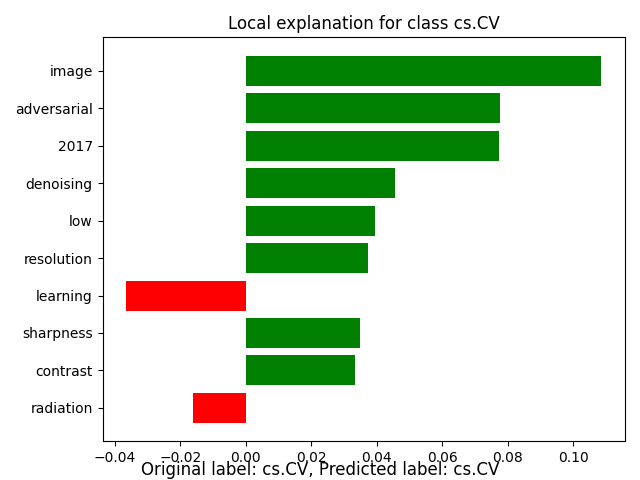 Local explanation for class cs.CV
image
adversarial
2017
denoising
low
resolution
learning
sharpness
contrast
radiation
−0.04 −0.02 0.00 0.02 0.04 0.06 0.08 0.10
Original label: cs.CV, Predicted label: cs.CV